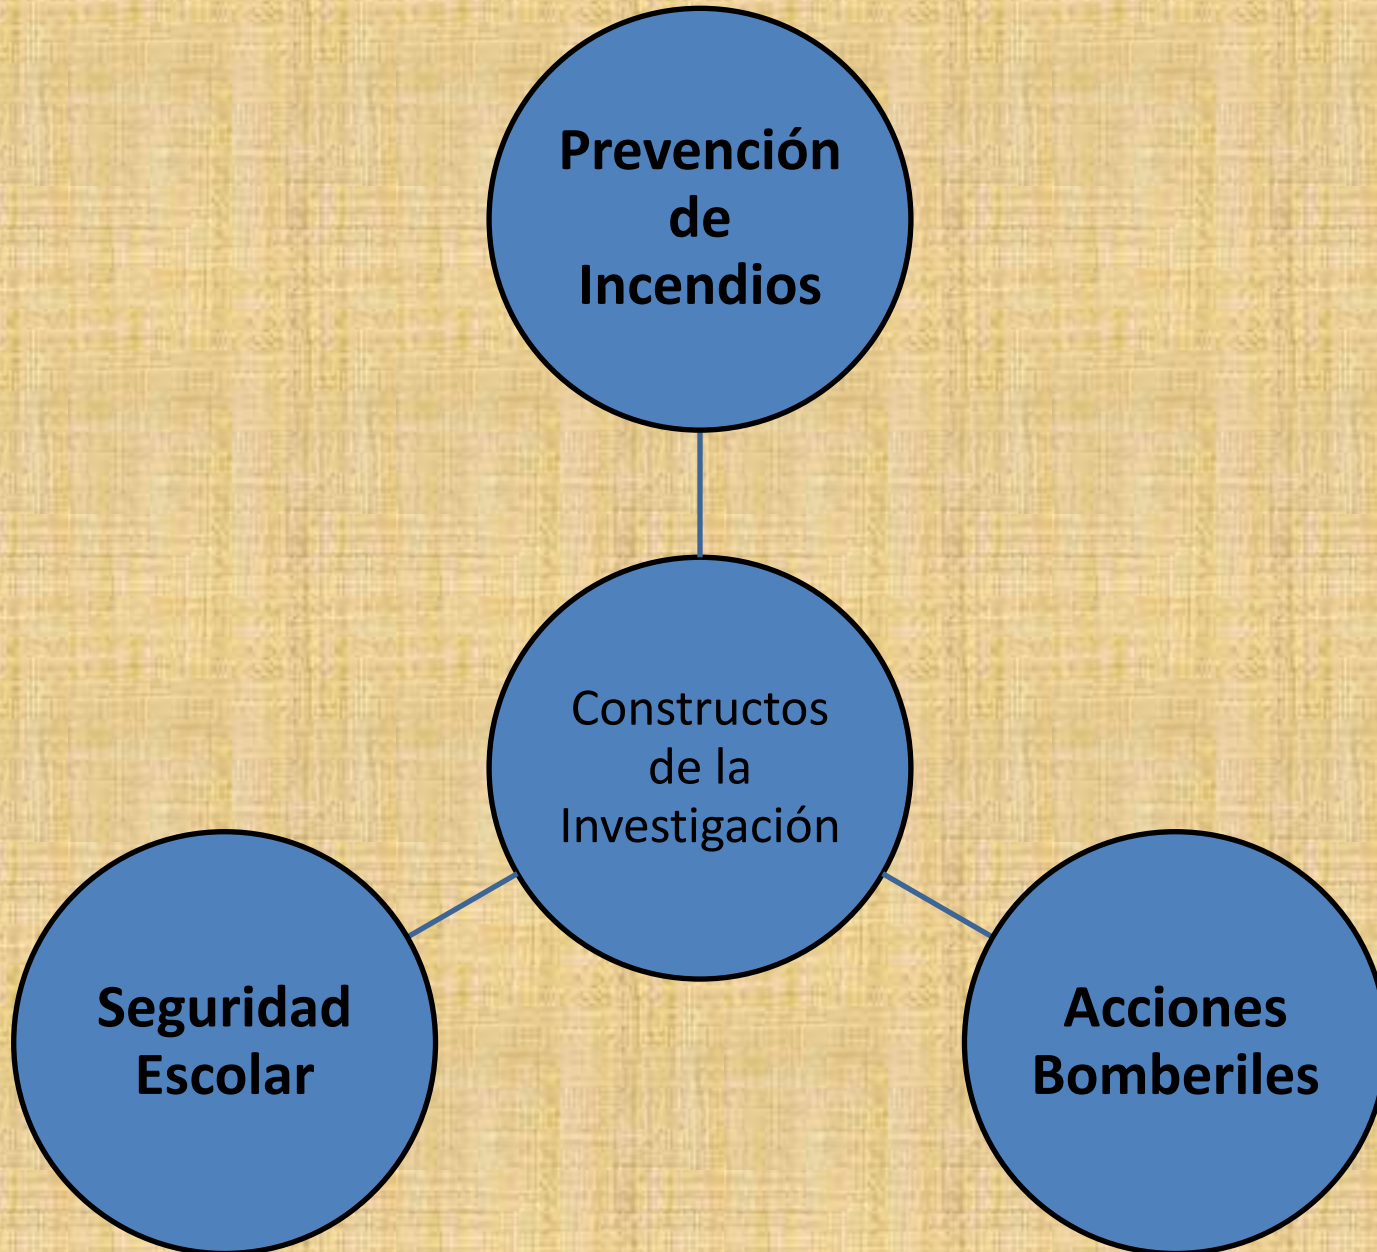 Prevención
de
Incendios
Constructos
de la
Investigación
Seguridad
Escolar
Acciones
Bomberiles